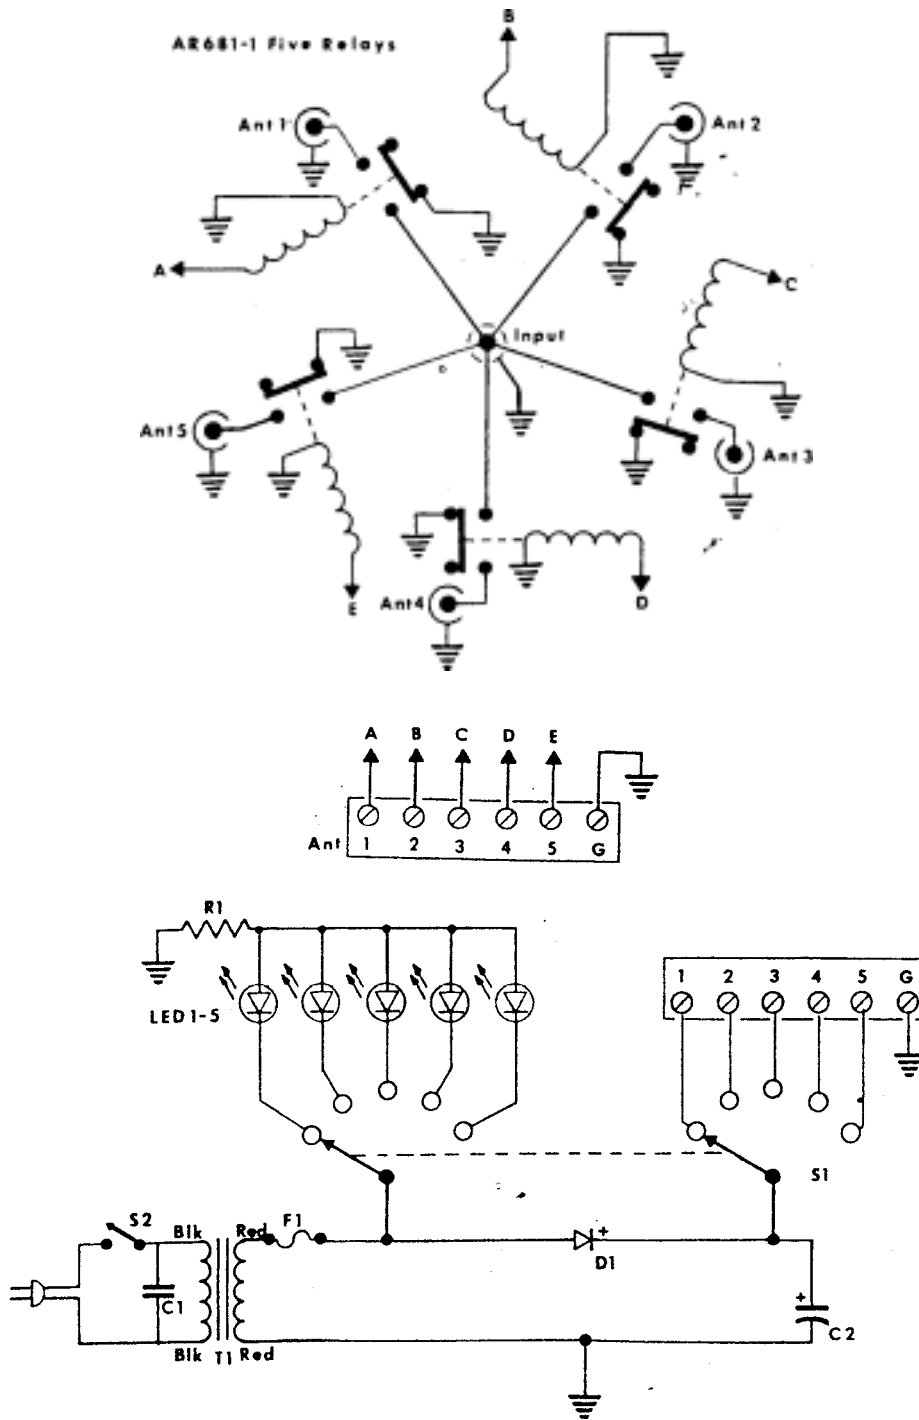 B
AR681-1 Five Relays
Ant 1
Ant 2
A
C
Input
Ant 5
Ant 3
E
Ant 4
D
A B C D E
Ant 1 2 3 4 5 G
R1
1 2 3 4 5 G
LED 1-5
S1
S2
Blk Red F1
D1
+
C1
+
C2
Blk T1 Red